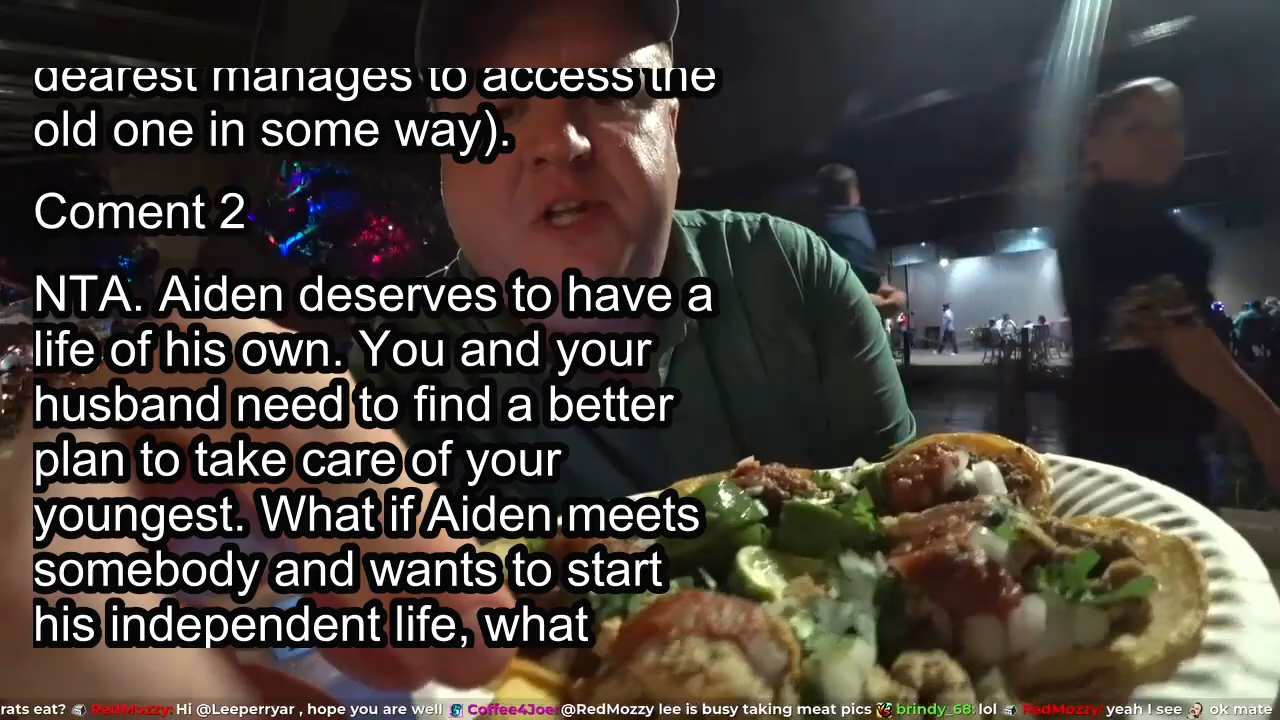 dearest manages to access the
old one in some way).
Coment 2
NTA. Aiden deserves to have a
life of his own. You and your
husband need to find a better
plan to take care of your
youngest. What if Aiden meets
somebody and wants to start
his independent life, what
rats eat? RedMozzy: Hi @Leeperryar , hope you are well Coffee4Joe: @RedMozzy lee is busy taking meat pics brindy_68: lol RedMozzy: yeah I see ok mate